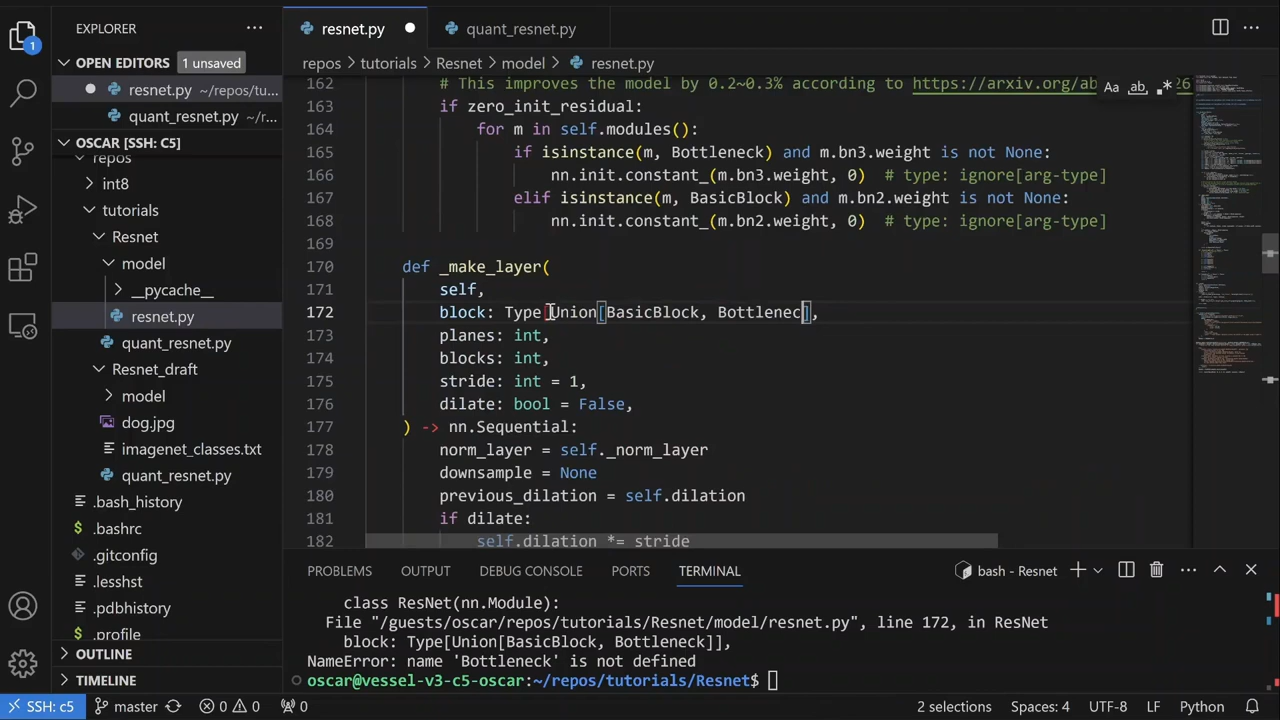 EXPLORER
resnet.py
quant_resnet.py
OPEN EDITORS
1 unsaved
repos
tutorials
Resnet
model
resnet.py
resnet.py ~/repos/tu...
quant_resnet.py ~/r...
OSCAR [SSH: C5]
repos
int8
tutorials
Resnet
model
__pycache__
resnet.py
quant_resnet.py
Resnet_draft
model
dog.jpg
imagenet_classes.txt
quant_resnet.py
.bash_history
.bashrc
.gitconfig
.lesshst
.pdbhistory
.profile
OUTLINE
TIMELINE
162 # This improves the model by 0.2~0.3% according to https://arxiv.org/ab
163 if zero_init_residual:
164 for m in self.modules():
165 if isinstance(m, Bottleneck) and m.bn3.weight is not None:
166 nn.init.constant_(m.bn3.weight, 0) # type: ignore[arg-type]
167 elif isinstance(m, BasicBlock) and m.bn2.weight is not None:
168 nn.init.constant_(m.bn2.weight, 0) # type: ignore[arg-type]
169
170 def _make_layer(
171 self,
172 block: Type[Union[BasicBlock, Bottlenec],
173 planes: int,
174 blocks: int,
175 stride: int = 1,
176 dilate: bool = False,
177 ) -> nn.Sequential:
178 norm_layer = self._norm_layer
179 downsample = None
180 previous_dilation = self.dilation
181 if dilate:
182 self.dilation *= stride
PROBLEMS
OUTPUT
DEBUG CONSOLE
PORTS
TERMINAL
bash - Resnet
class ResNet(nn.Module):
File "/guests/oscar/repos/tutorials/Resnet/model/resnet.py", line 172, in ResNet
block: Type[Union[BasicBlock, Bottleneck]],
NameError: name 'Bottleneck' is not defined
oscar@vessel-v3-c5-oscar:~/repos/tutorials/Resnet$
SSH: c5
master
0
0
0
2 selections
Spaces: 4
UTF-8
LF
Python